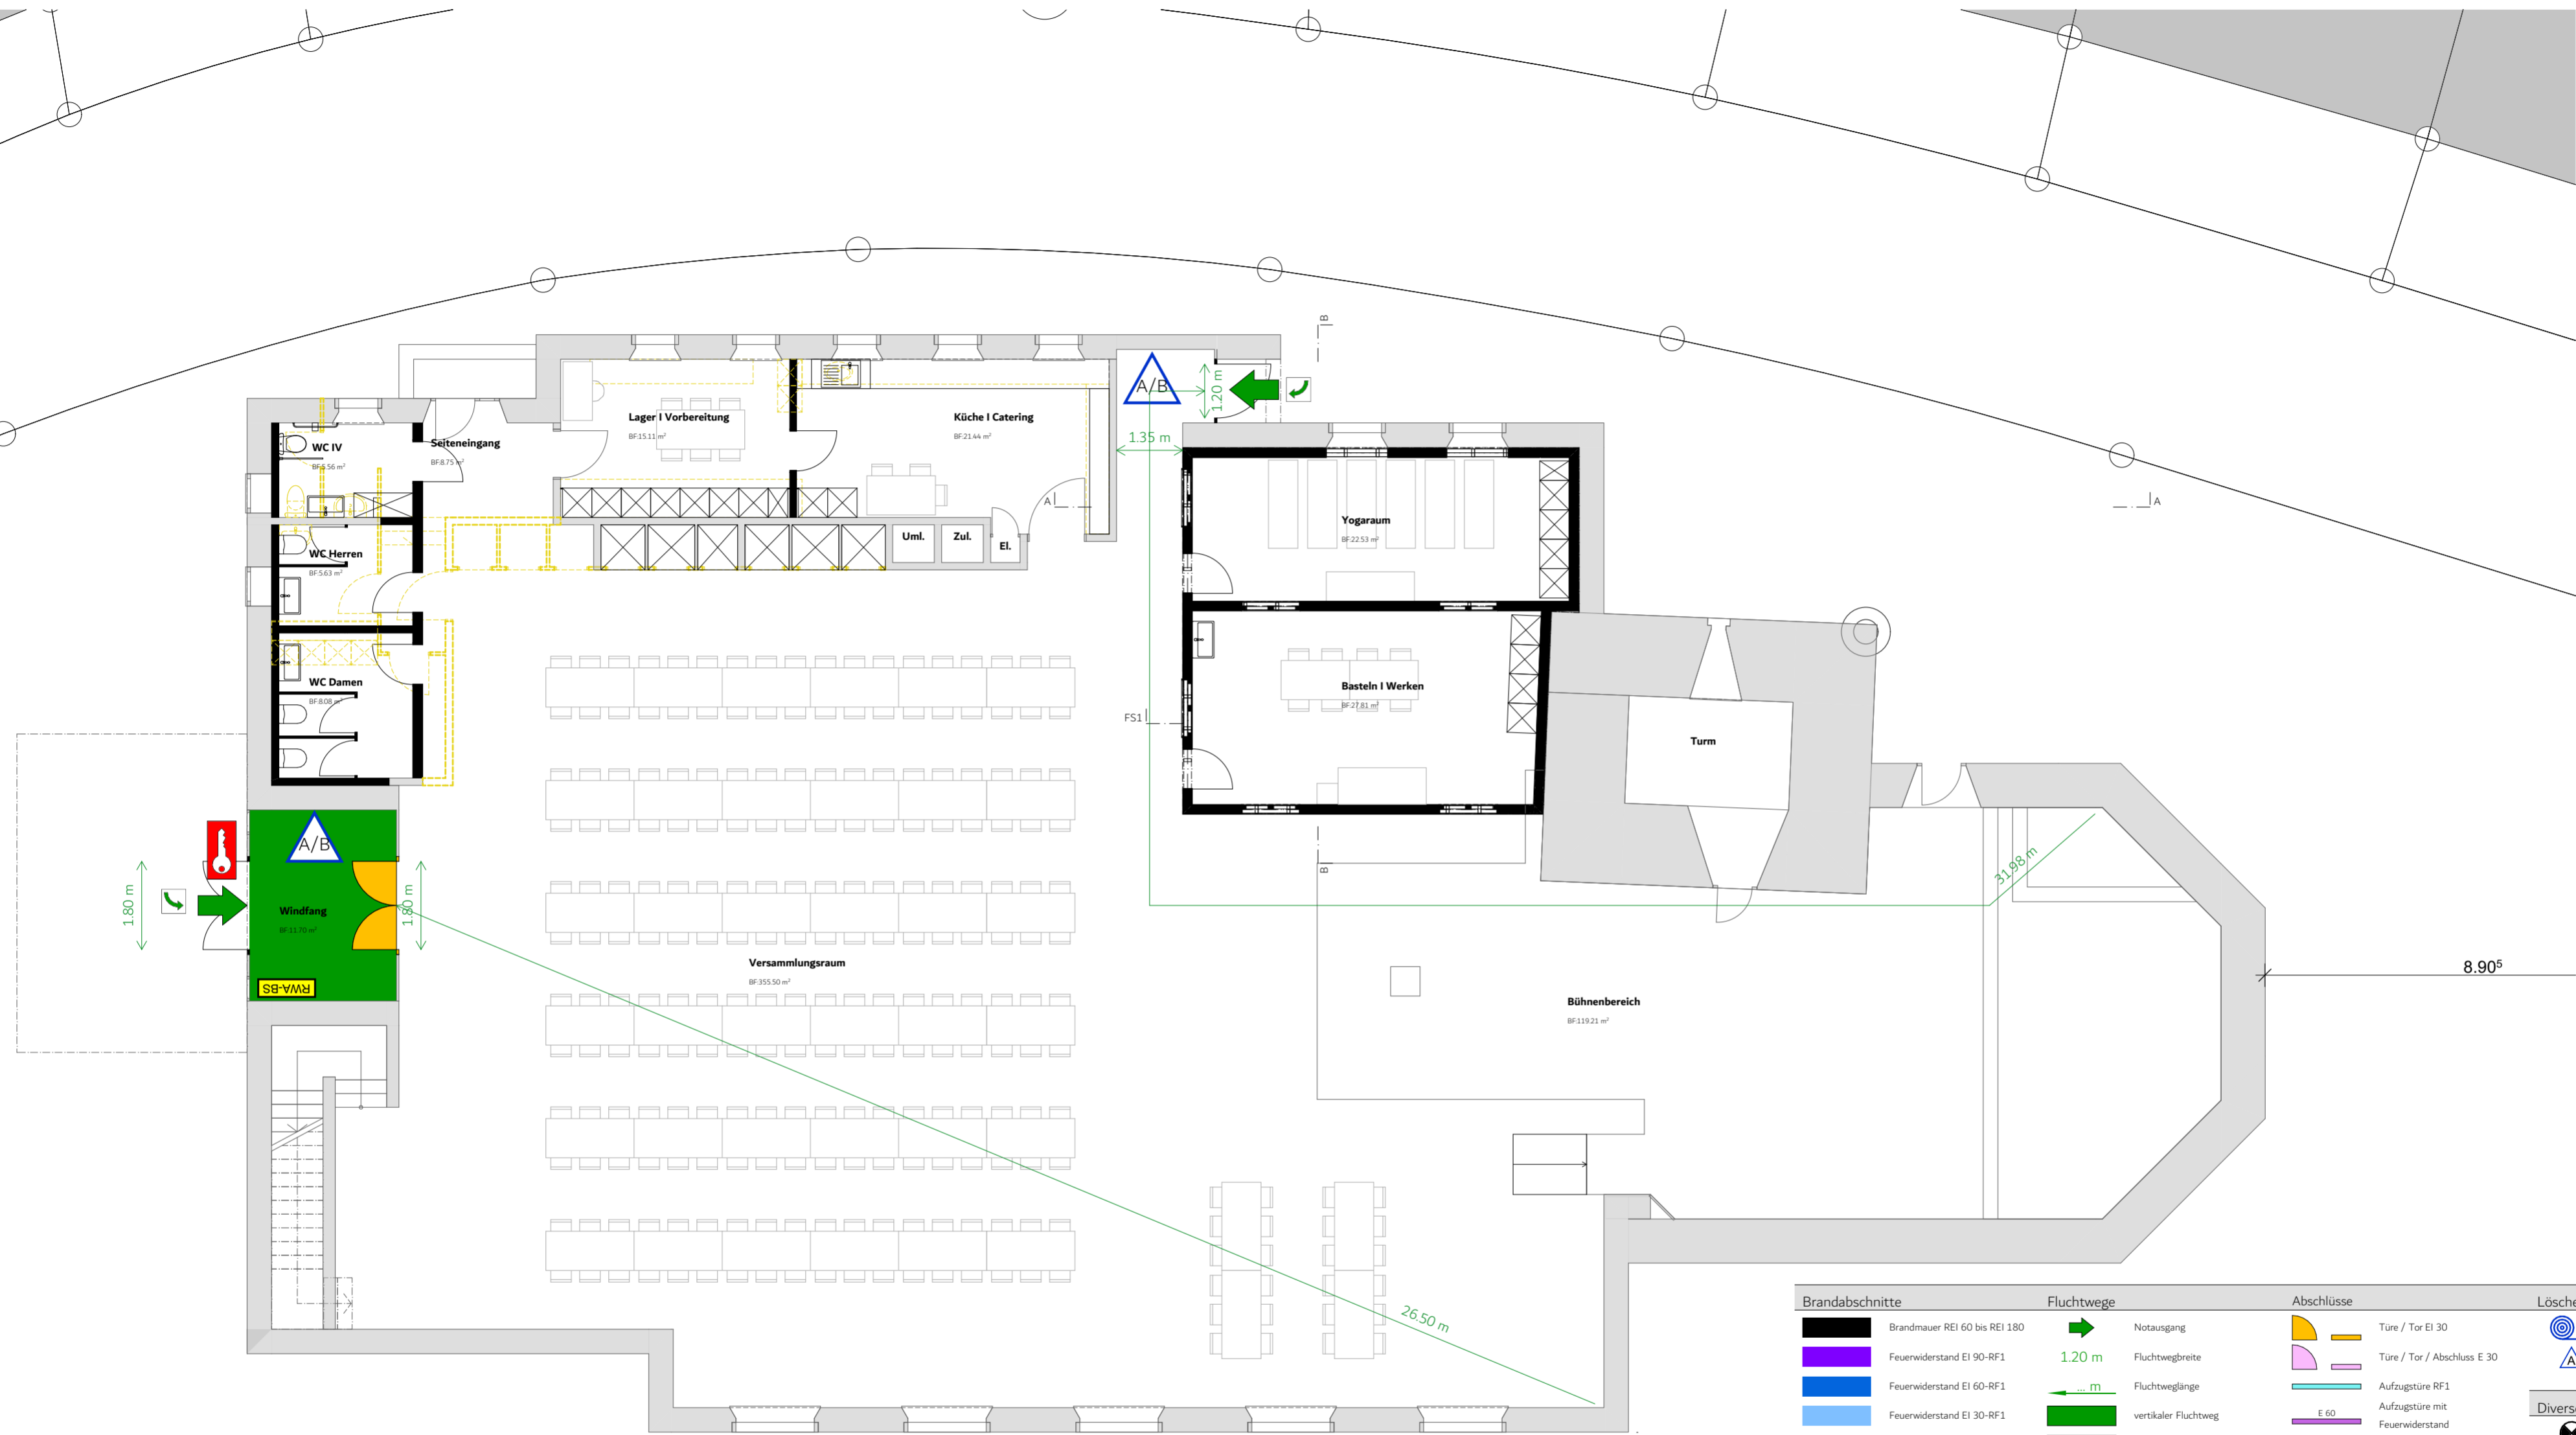 B
A/B
1.20 m
Lager I Vorbereitung
BF:15.11 m²
Küche I Catering
BF:21.44 m²
WC IV
BF:5.56 m²
Seiteneingang
BF:8.75 m²
1.35 m
A
A
Yogaraum
BF:22.53 m²
Uml.
Zul.
El.
WC Herren
BF:5.63 m²
WC Damen
BF:8.08 m²
Basteln I Werken
BF:27.81 m²
FS1
Turm
A/B
B
31.98 m
1.80 m
1.80 m
Windfang
BF:11.70 m²
RWA-BS
Versammlungsraum
BF:355.50 m²
8.90⁵
Bühnenbereich
BF:119.21 m²
26.50 m
Brandabschnitte
Brandmauer REI 60 bis REI 180
Feuerwiderstand EI 90-RF1
Feuerwiderstand EI 60-RF1
Feuerwiderstand EI 30-RF1
Fluchtwege
Notausgang
1.20 m Fluchtwegbreite
... m Fluchtweglänge
vertikaler Fluchtweg
Abschlüsse
Türe / Tor EI 30
Türe / Tor / Abschluss E 30
Aufzugstüre RF1
E 60 Aufzugstüre mit
Feuerwiderstand
Lösche
A
Divers